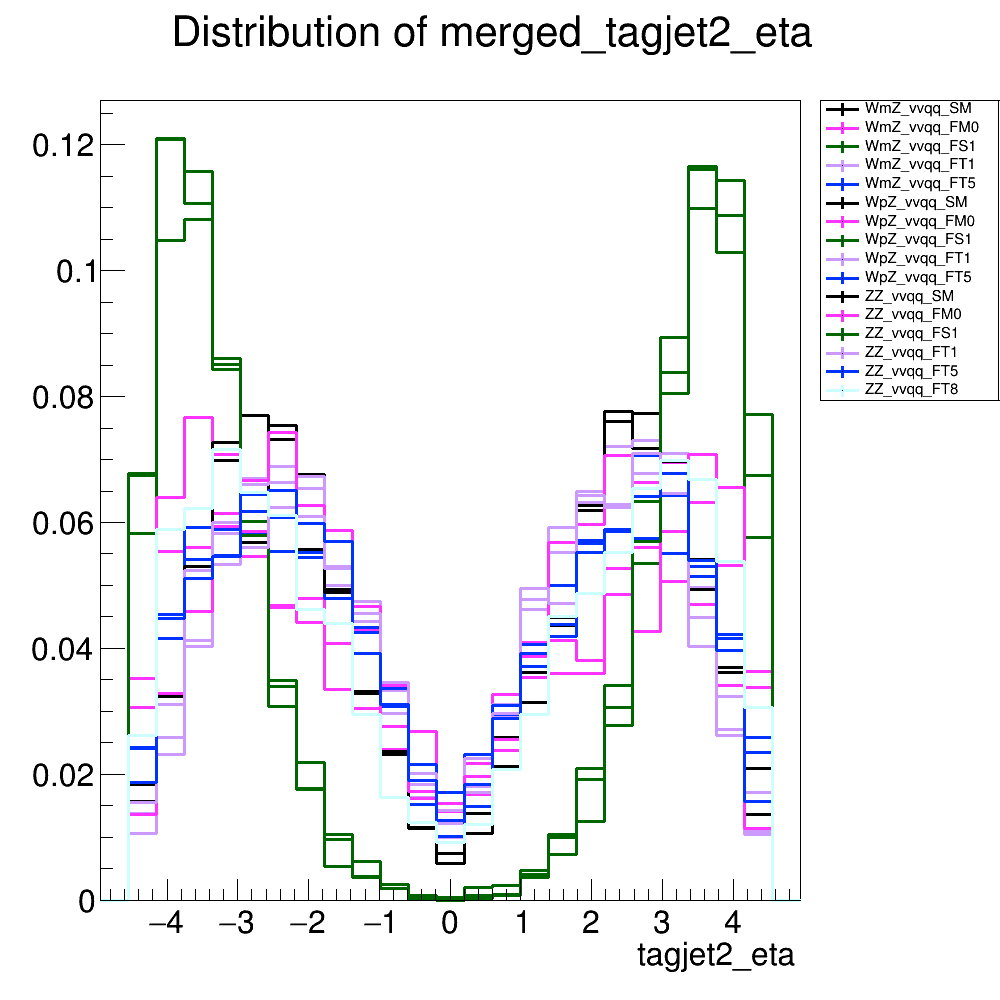 Distribution of merged_tagjet2_eta
WmZ_vvqq_SM
WmZ_vvqq_FM0
WmZ_vvqq_FS1
WmZ_vvqq_FT1
WmZ_vvqq_FT5
WpZ_vvqq_SM
WpZ_vvqq_FM0
WpZ_vvqq_FS1
WpZ_vvqq_FT1
WpZ_vvqq_FT5
ZZ_vvqq_SM
ZZ_vvqq_FM0
ZZ_vvqq_FS1
ZZ_vvqq_FT1
ZZ_vvqq_FT5
ZZ_vvqq_FT8
0.12
0.1
0.08
0.06
0.04
0.02
0
−4 −3 −2 −1 0 1 2 3 4
tagjet2_eta